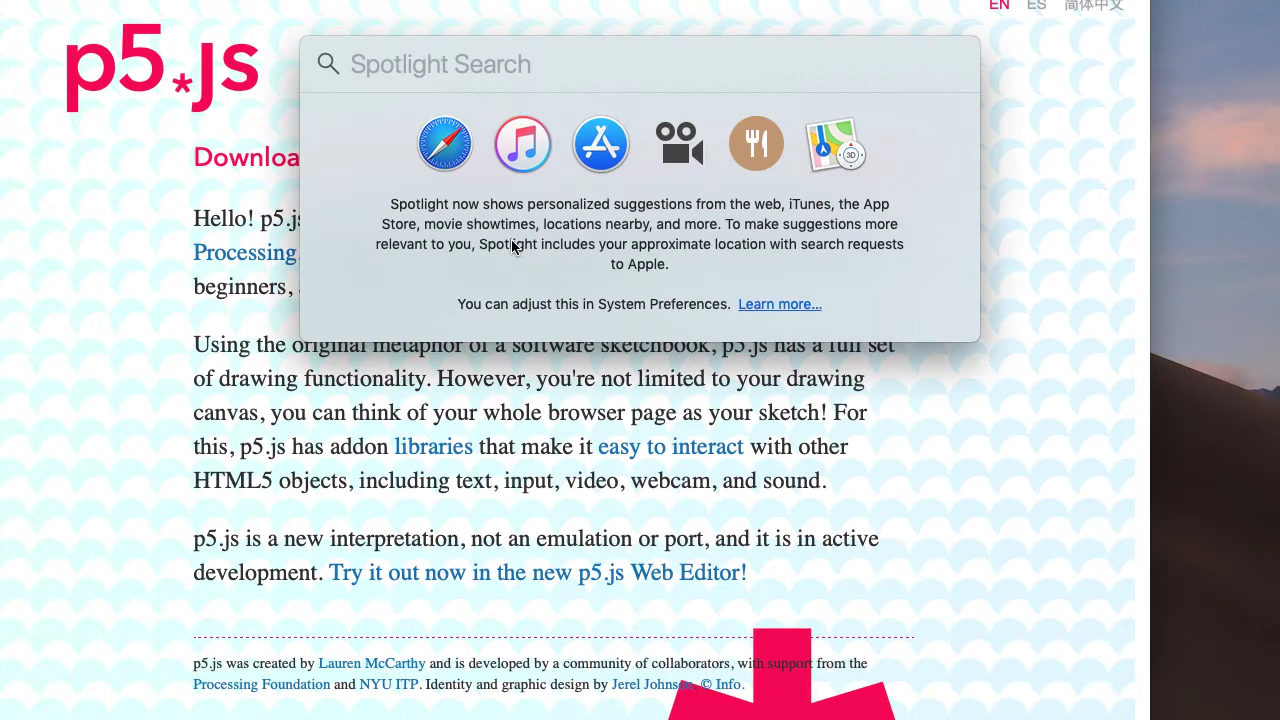 EN ES 简体中文
p5*js
Spotlight Search
Downloa
Spotlight now shows personalized suggestions from the web, iTunes, the App
Store, movie showtimes, locations nearby, and more. To make suggestions more
relevant to you, Spotlight includes your approximate location with search requests
to Apple.
You can adjust this in System Preferences. Learn more...
3D
Hello! p5.js
Processing,
beginners,
Using the original metaphor of a software sketchbook, p5.js has a full set
of drawing functionality. However, you're not limited to your drawing
canvas, you can think of your whole browser page as your sketch! For
this, p5.js has addon libraries that make it easy to interact with other
HTML5 objects, including text, input, video, webcam, and sound.
p5.js is a new interpretation, not an emulation or port, and it is in active
development. Try it out now in the new p5.js Web Editor!
p5.js was created by Lauren McCarthy and is developed by a community of collaborators, with support from the
Processing Foundation and NYU ITP. Identity and graphic design by Jerel Johnson. © Info.